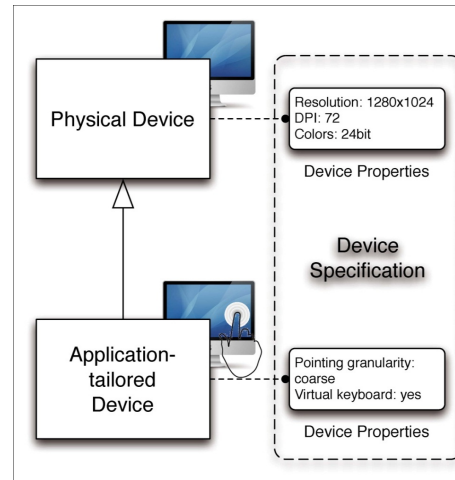 Physical Device
Resolution: 1280x1024
DPI: 72
Colors: 24bit
Device Properties
Device
Specification
Application-
tailored
Device
Pointing granularity:
coarse
Virtual keyboard: yes
Device Properties